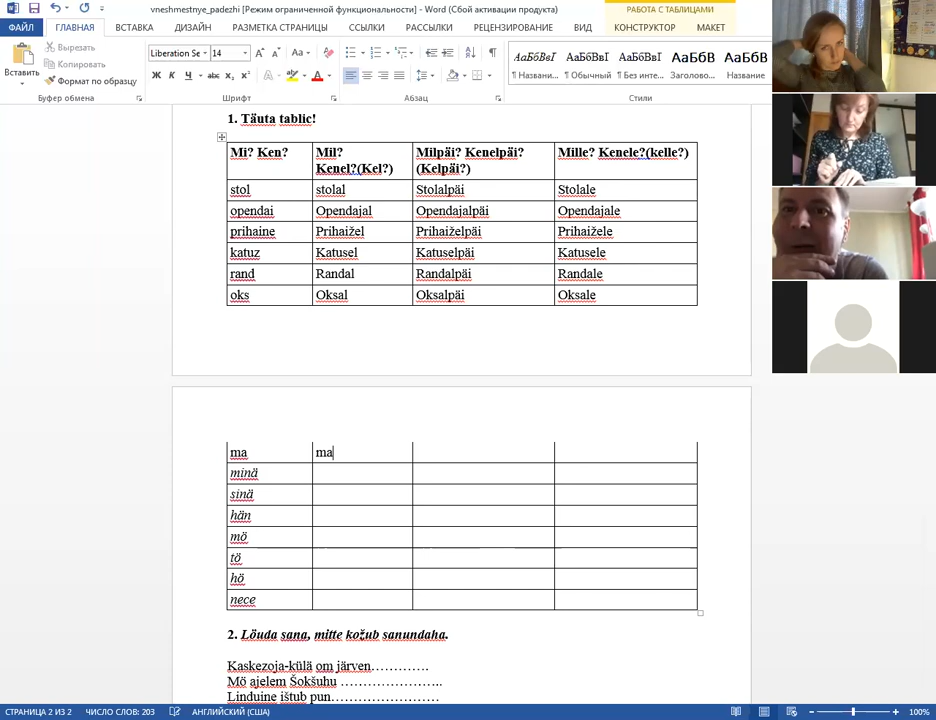 vneshmestnye_padezhi [Режим ограниченной функциональности] - Word (Сбой активации продукта)
РАБОТА С ТАБЛИЦАМИ
ФАЙЛ ГЛАВНАЯ ВСТАВКА ДИЗАЙН РАЗМЕТКА СТРАНИЦЫ ССЫЛКИ РАССЫЛКИ РЕЦЕНЗИРОВАНИЕ ВИД КОНСТРУКТОР МАКЕТ
Вставить
Вырезать
Копировать
Формат по образцу
Liberation Se 14
Ж К Ч abc
АаБбВвГ АаБбВвГ АаБбВвГ АаБбВ АаБбВ
¶ Названи... ¶ Обычный ¶ Без инте... Заголово... Название
Буфер обмена Шрифт Абзац Стили
1. Täuta tablic!
Mi? Ken? Mil? Kenel?(Kel?) Milpäi? Kenelpäi? (Kelpäi?) Mille? Kenele?(kelle?)
stol stolal Stolalpäi Stolale
opendai Opendajal Opendajalpäi Opendajale
prihaine Prihaižel Prihaiželpäi Prihaižele
katuz Katusel Katuselpäi Katusele
rand Randal Randalpäi Randale
oks Oksal Oksalpäi Oksale
ma ma
minä
sinä
hän
mö
tö
hö
nece
2. Löuda sana, mitte kožub sanundaha.
Kaskezoja-külä om järven………….
Mö ajelem Šokšuhu …………………..
Linduine ištub pun……………………
СТРАНИЦА 2 ИЗ 2 ЧИСЛО СЛОВ: 203 АНГЛИЙСКИЙ (США) 100%